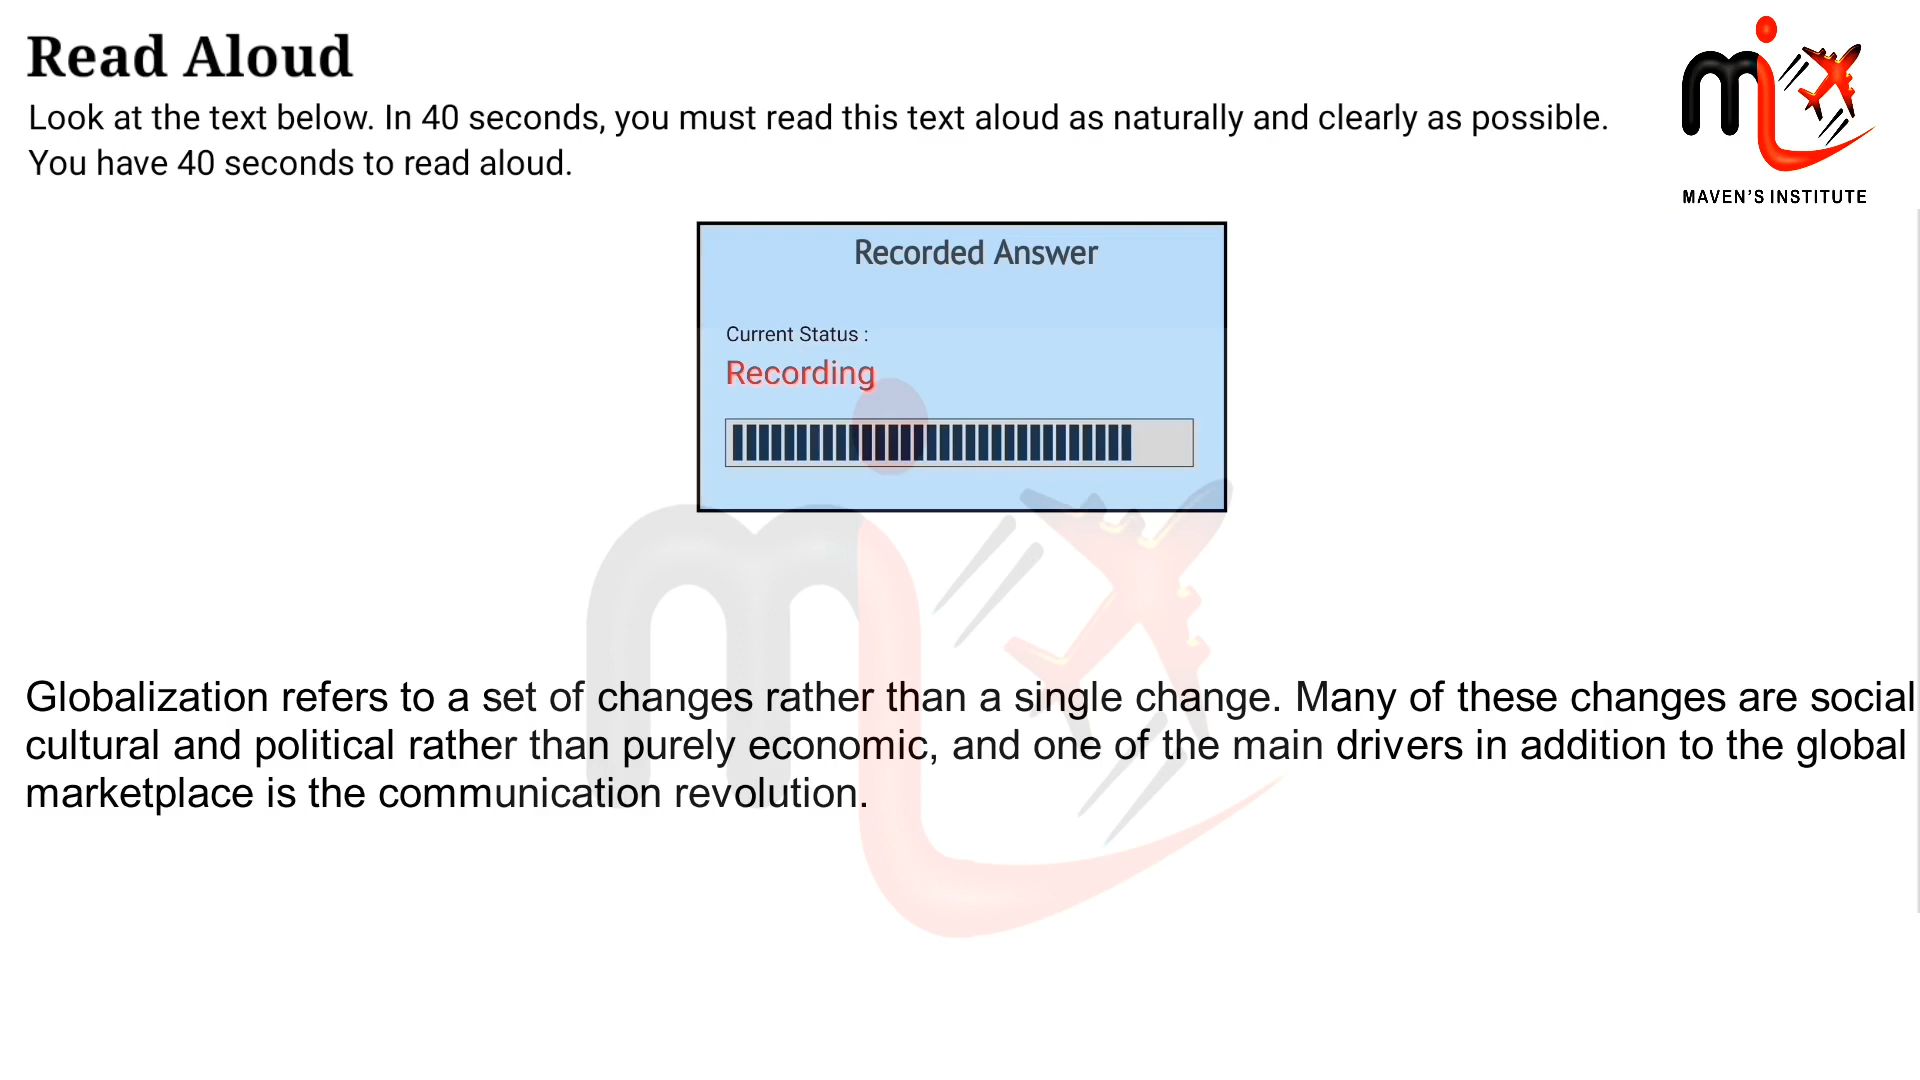 Read Aloud
Look at the text below. In 40 seconds, you must read this text aloud as naturally and clearly as possible.
You have 40 seconds to read aloud.
MAVEN'S INSTITUTE
Recorded Answer
Current Status :
Recording
Globalization refers to a set of changes rather than a single change. Many of these changes are social
cultural and political rather than purely economic, and one of the main drivers in addition to the global
marketplace is the communication revolution.